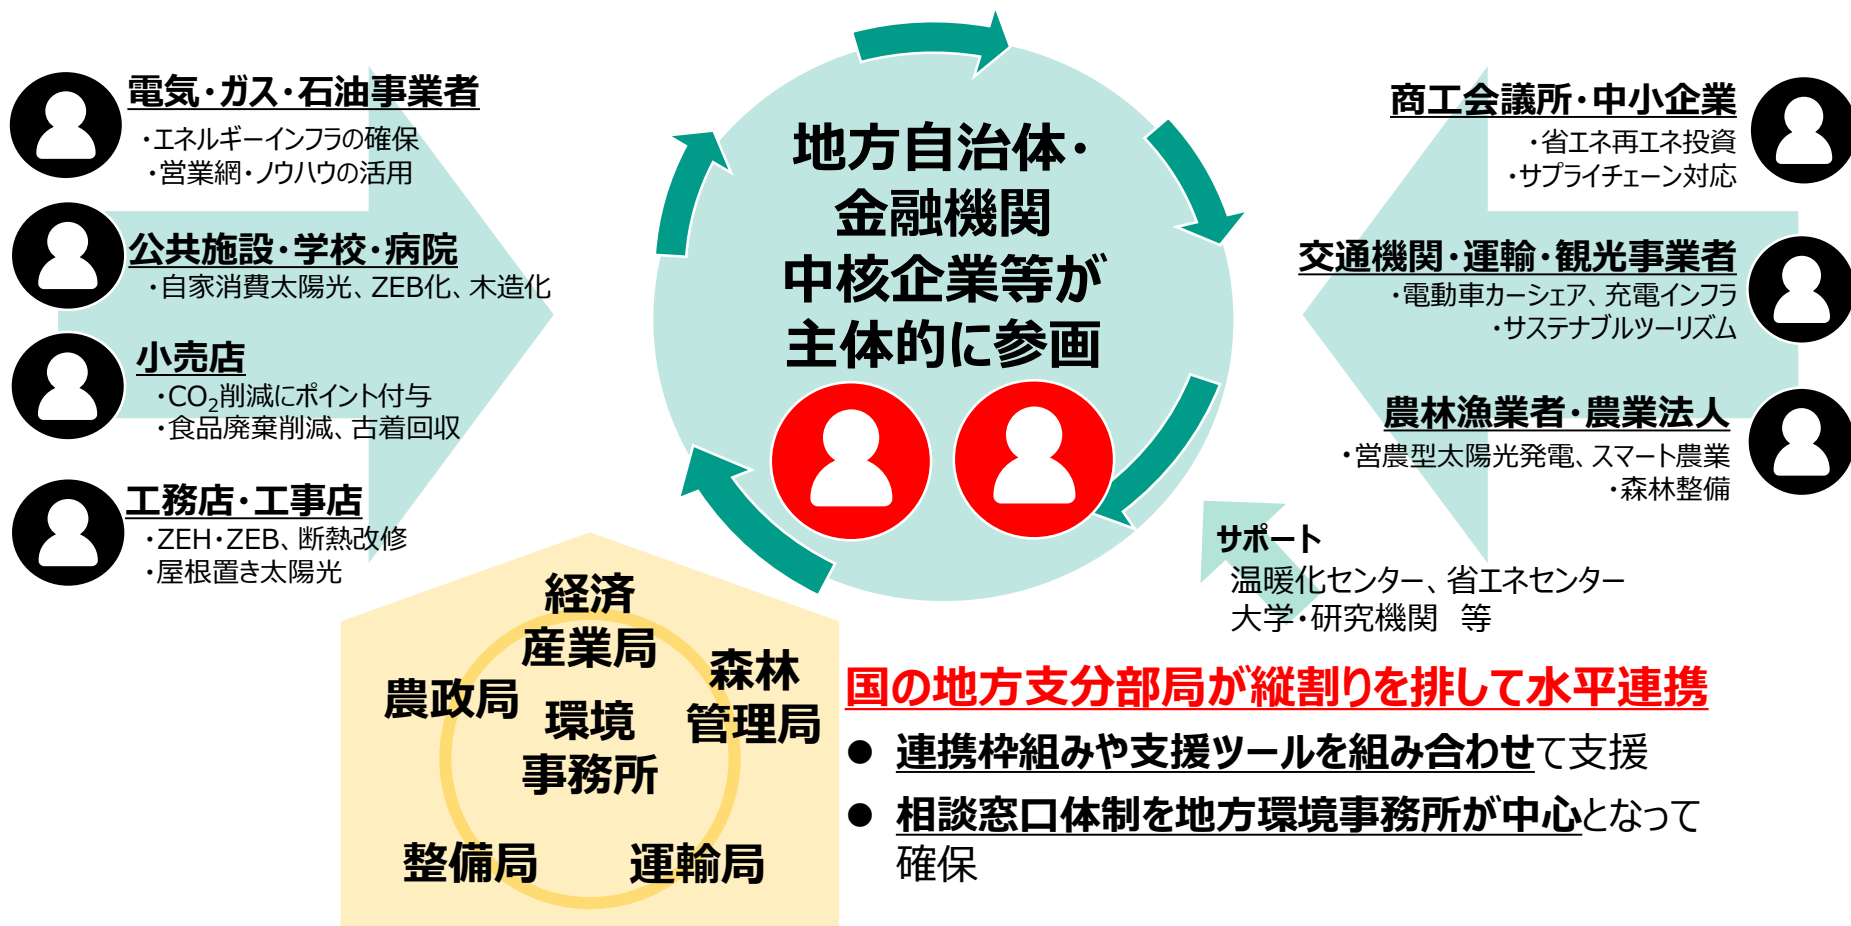 電気・ガス・石油事業者
・エネルギーインフラの確保
・営業網・ノウハウの活用
公共施設・学校・病院
・自家消費太陽光、ZEB化、木造化
小売店
・CO₂削減にポイント付与
・食品廃棄削減、古着回収
工務店・工事店
・ZEH・ZEB、断熱改修
・屋根置き太陽光
地方自治体・
金融機関
中核企業等が
主体的に参画
商工会議所・中小企業
・省エネ再エネ投資
・サプライチェーン対応
交通機関・運輸・観光事業者
・電動車カーシェア、充電インフラ
・サステナブルツーリズム
農林漁業者・農業法人
・営農型太陽光発電、スマート農業
・森林整備
サポート
温暖化センター、省エネセンター
大学・研究機関　等
経済
産業局
農政局
森林
管理局
環境
事務所
整備局
運輸局
国の地方支分部局が縦割りを排して水平連携
● 連携枠組みや支援ツールを組み合わせて支援
● 相談窓口体制を地方環境事務所が中心となって
確保